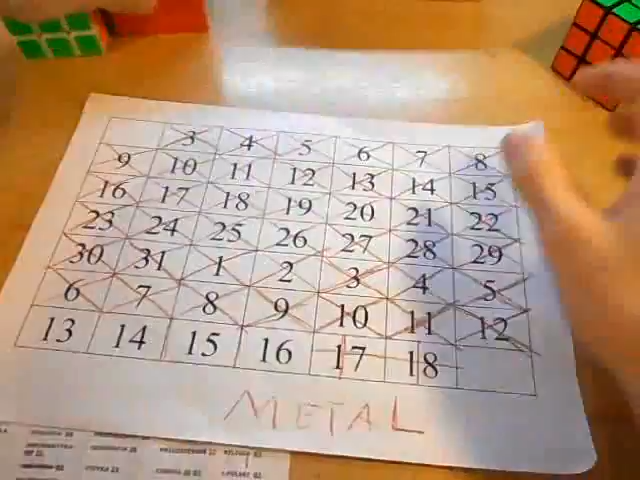 3 4 5 6 7 8
9 10 11 12 13 14 15
16 17 18 19 20 21 22
23 24 25 26 27 28 29
30 31 1 2 3 4 5
6 7 8 9 10 11 12
13 14 15 16 17 18
METAL